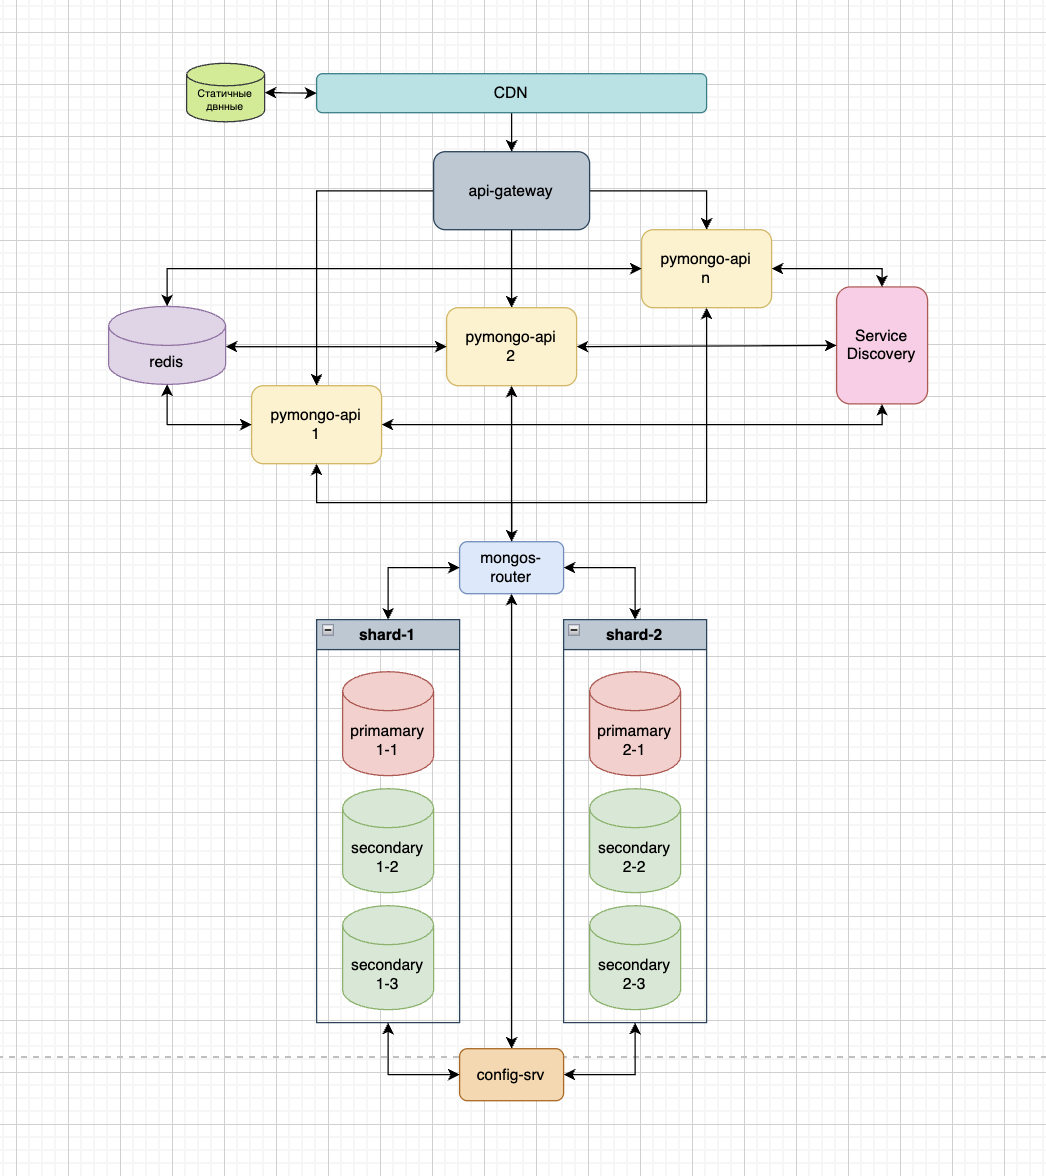 Статичные
двнные
CDN
api-gateway
pymongo-api
n
redis
pymongo-api
2
Service
Discovery
pymongo-api
1
mongos-
router
shard-1
primamary
1-1
secondary
1-2
secondary
1-3
shard-2
primamary
2-1
secondary
2-2
secondary
2-3
config-srv